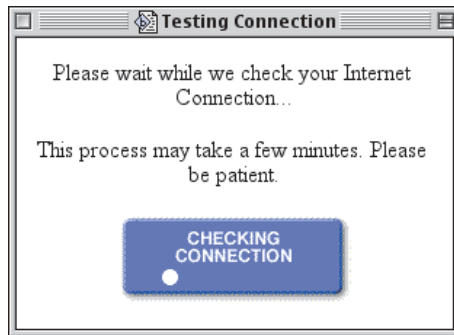 Testing Connection
Please wait while we check your Internet
Connection...
This process may take a few minutes. Please
be patient.
CHECKING
CONNECTION